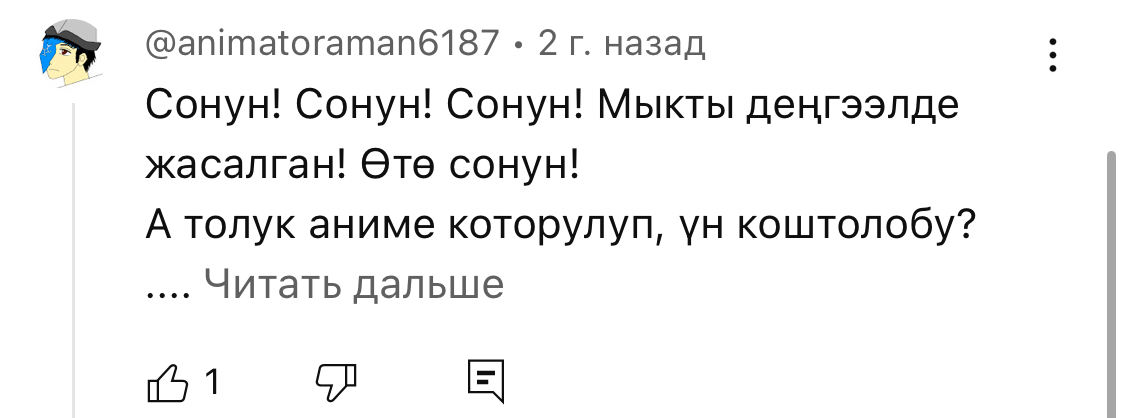 @animatoraman6187 • 2 г. назад
Сонун! Сонун! Сонун! Мыкты деңгээлде
жасалган! Өтө сонун!
А толук аниме которулуп, үн коштолобу?
.... Читать дальше
1